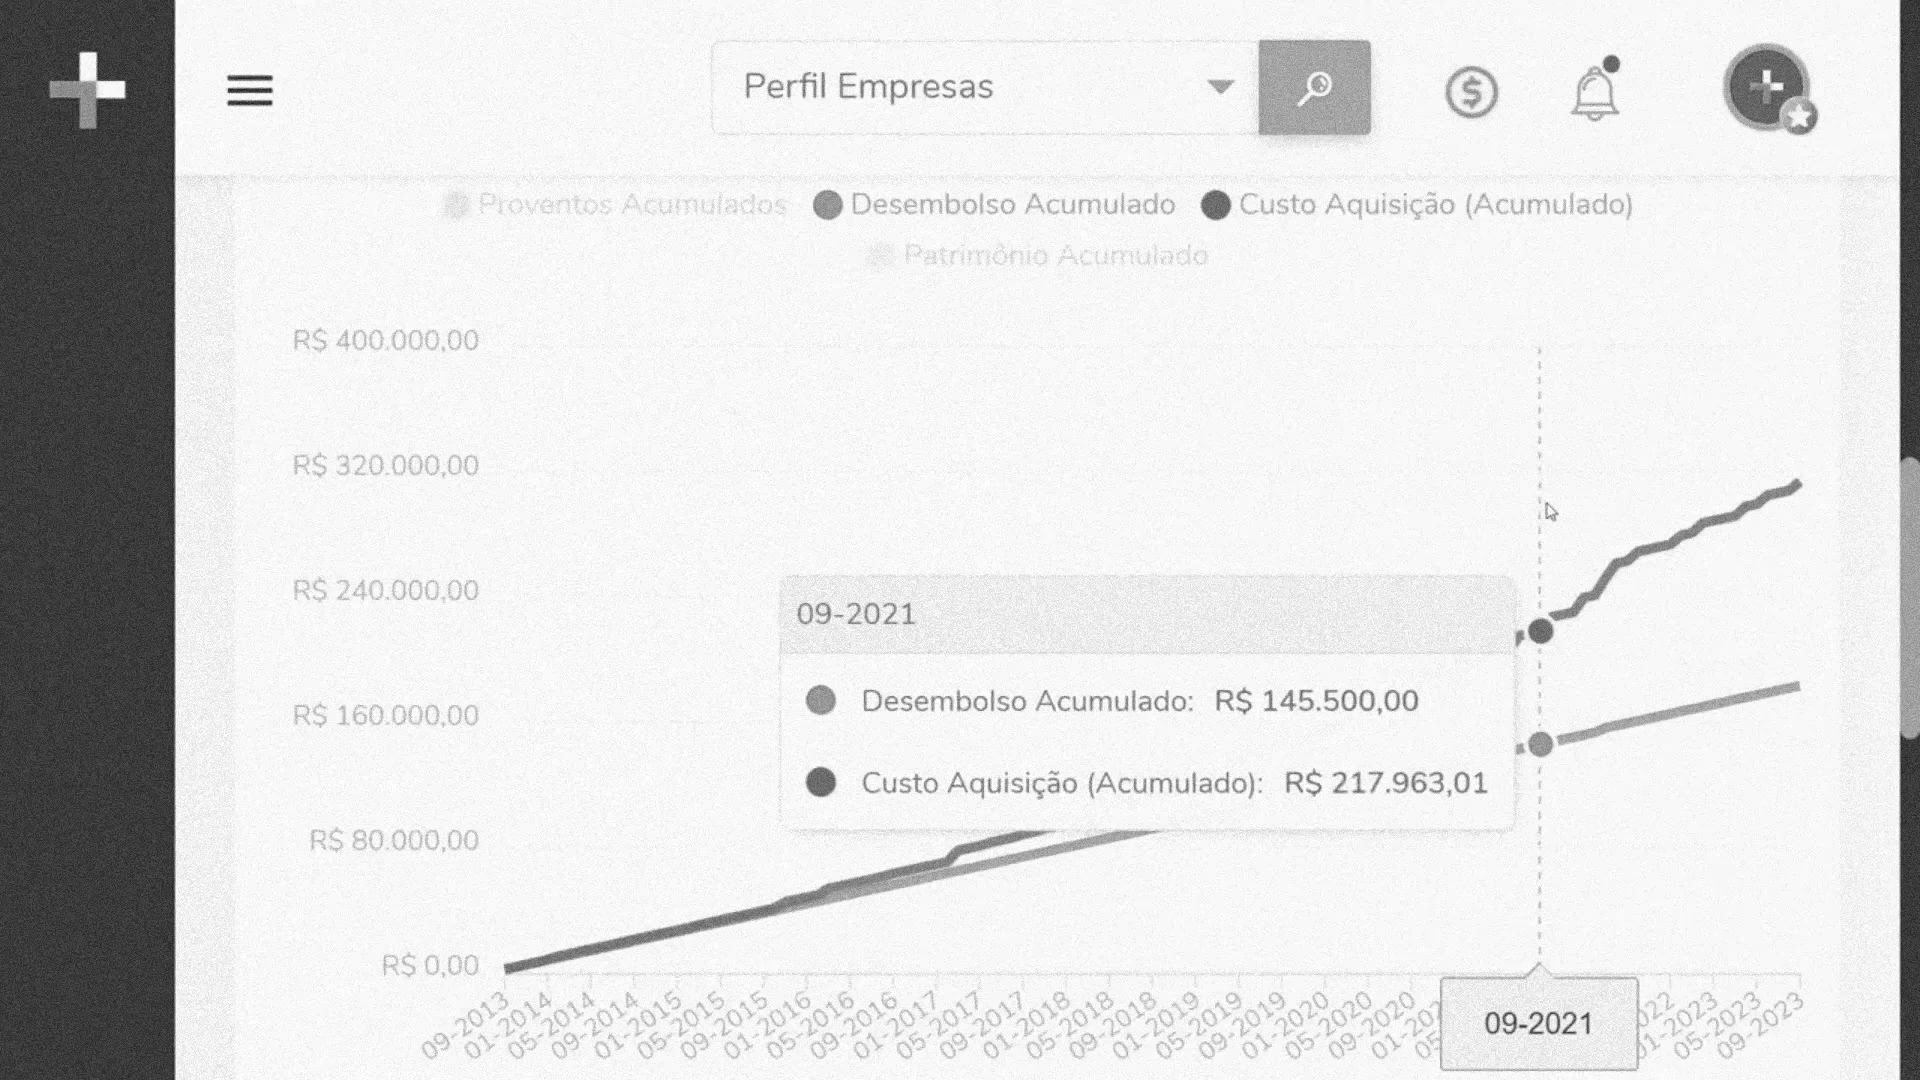 Perfil Empresas
Proventos Acumulados Desembolso Acumulado Custo Aquisição (Acumulado)
Patrimônio Acumulado
R$ 400.000,00
R$ 320.000,00
R$ 240.000,00
R$ 160.000,00
R$ 80.000,00
R$ 0,00
09-2021
Desembolso Acumulado: R$ 145.500,00
Custo Aquisição (Acumulado): R$ 217.963,01
09-2013 01-2014 05-2014 09-2014 01-2015 05-2015 09-2015 01-2016 05-2016 09-2016 01-2017 05-2017 09-2017 01-2018 05-2018 09-2018 01-2019 05-2019 09-2019 01-2020 05-2020 09-2020 09-2021 01-2023 05-2023 09-2023